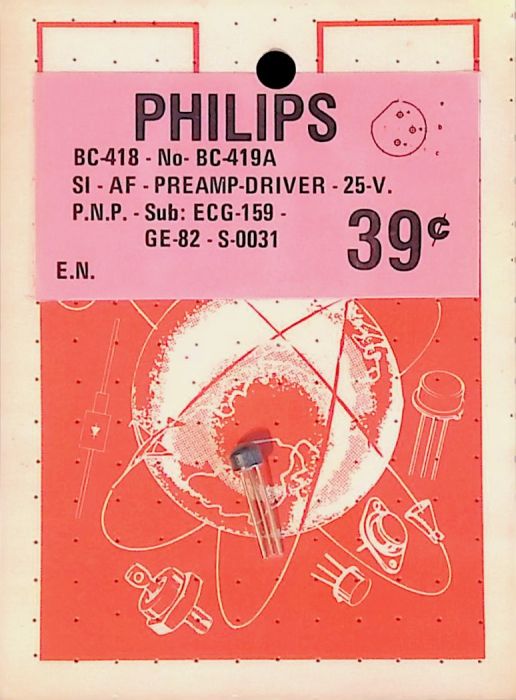 PHILIPS
BC-418 - No- BC-419A
SI - AF - PREAMP-DRIVER - 25-V.
P.N.P. - Sub: ECG-159 -
GE-82 - S-0031
39¢
E.N.